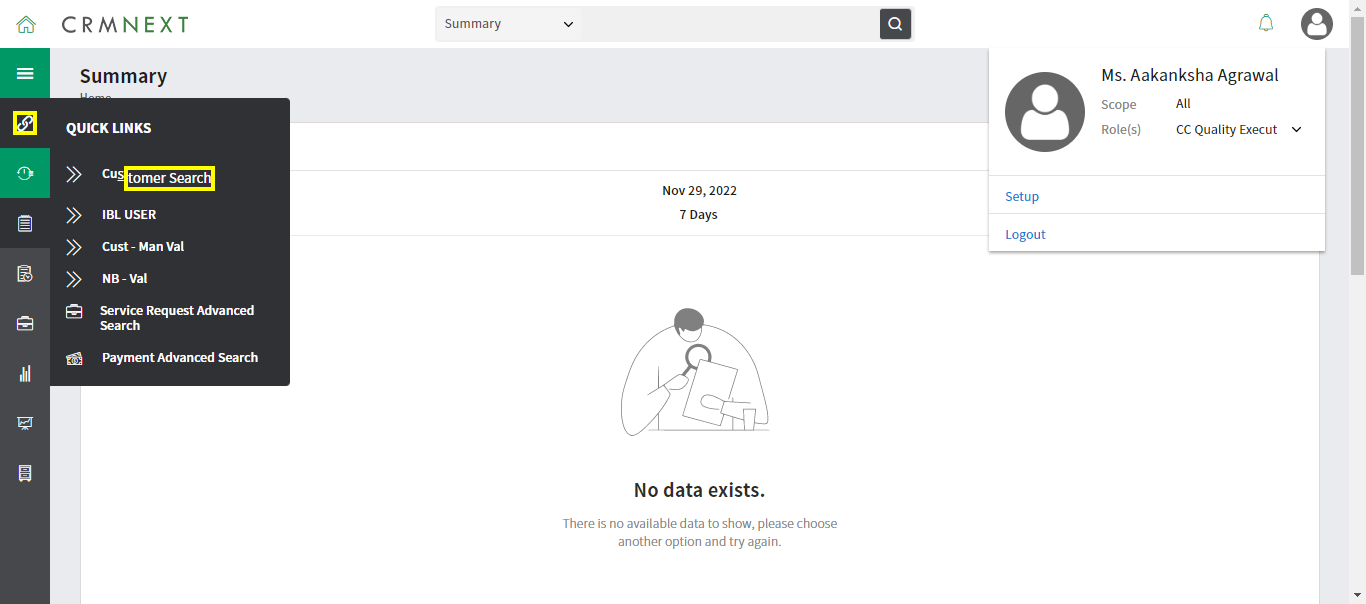 CRMNEXT
Summary
Summary
Home
Ms. Aakanksha Agrawal
Scope All
Role(s) CC Quality Execut
Setup
Logout
QUICK LINKS
Customer Search
IBL USER
Cust - Man Val
NB - Val
Service Request Advanced
Search
Payment Advanced Search
Nov 29, 2022
7 Days
No data exists.
There is no available data to show, please choose
another option and try again.